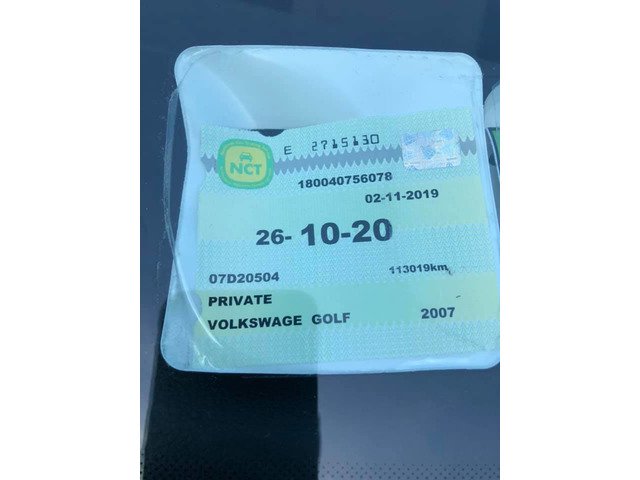 E 2715130
NCT
180040756078
02-11-2019
26-10-20
07D20504 113019km
PRIVATE
VOLKSWAGE GOLF 2007